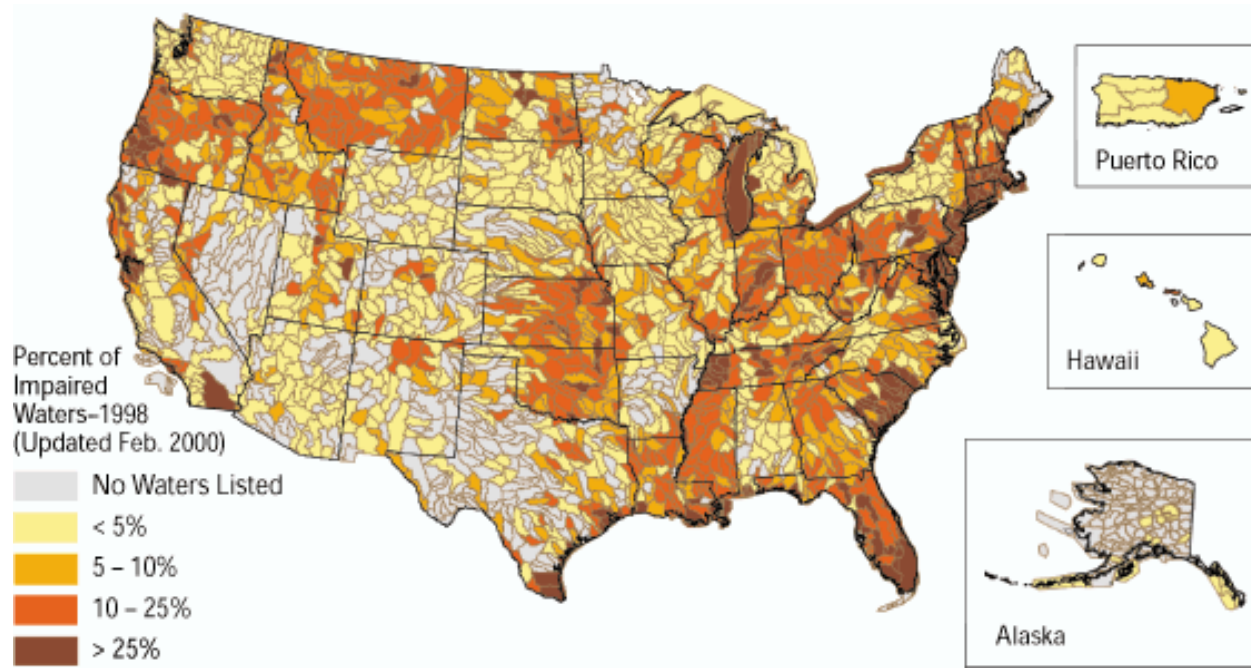 Puerto Rico
Hawaii
Percent of
Impaired
Waters–1998
(Updated Feb. 2000)
No Waters Listed
< 5%
5 – 10%
10 – 25%
> 25%
Alaska